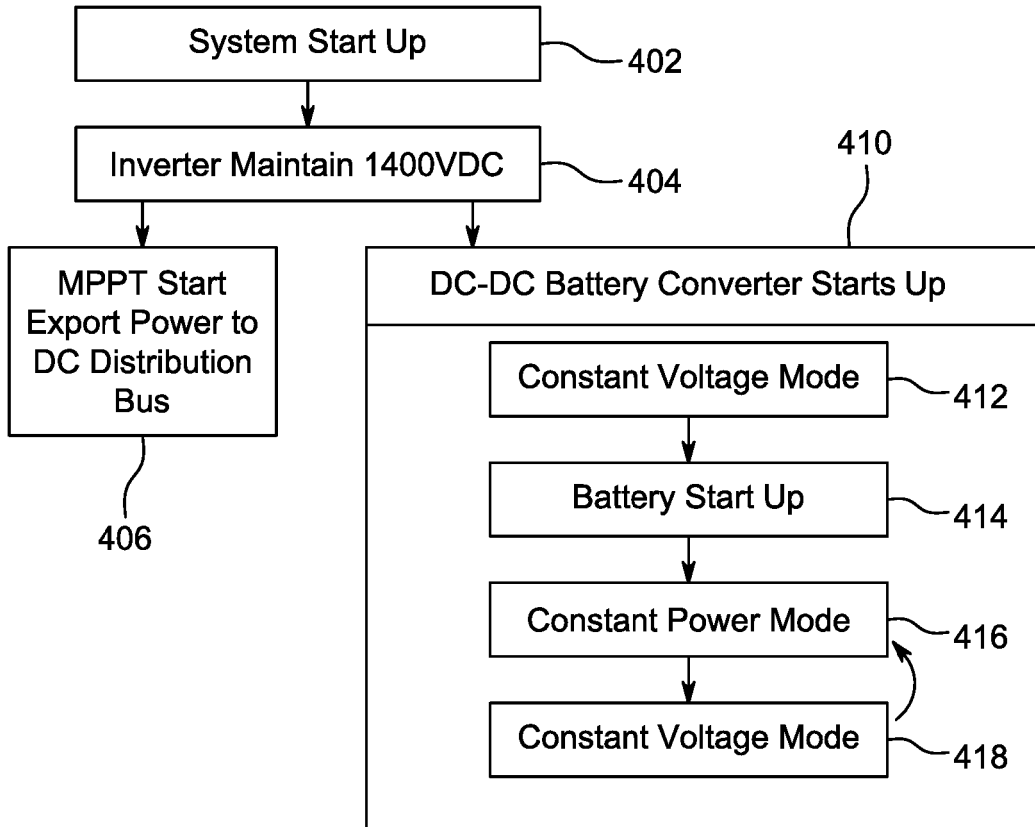 System Start Up
402
Inverter Maintain 1400VDC
404
410
MPPT Start
Export Power to
DC Distribution
Bus
406
DC-DC Battery Converter Starts Up
Constant Voltage Mode
412
Battery Start Up
414
Constant Power Mode
416
Constant Voltage Mode
418